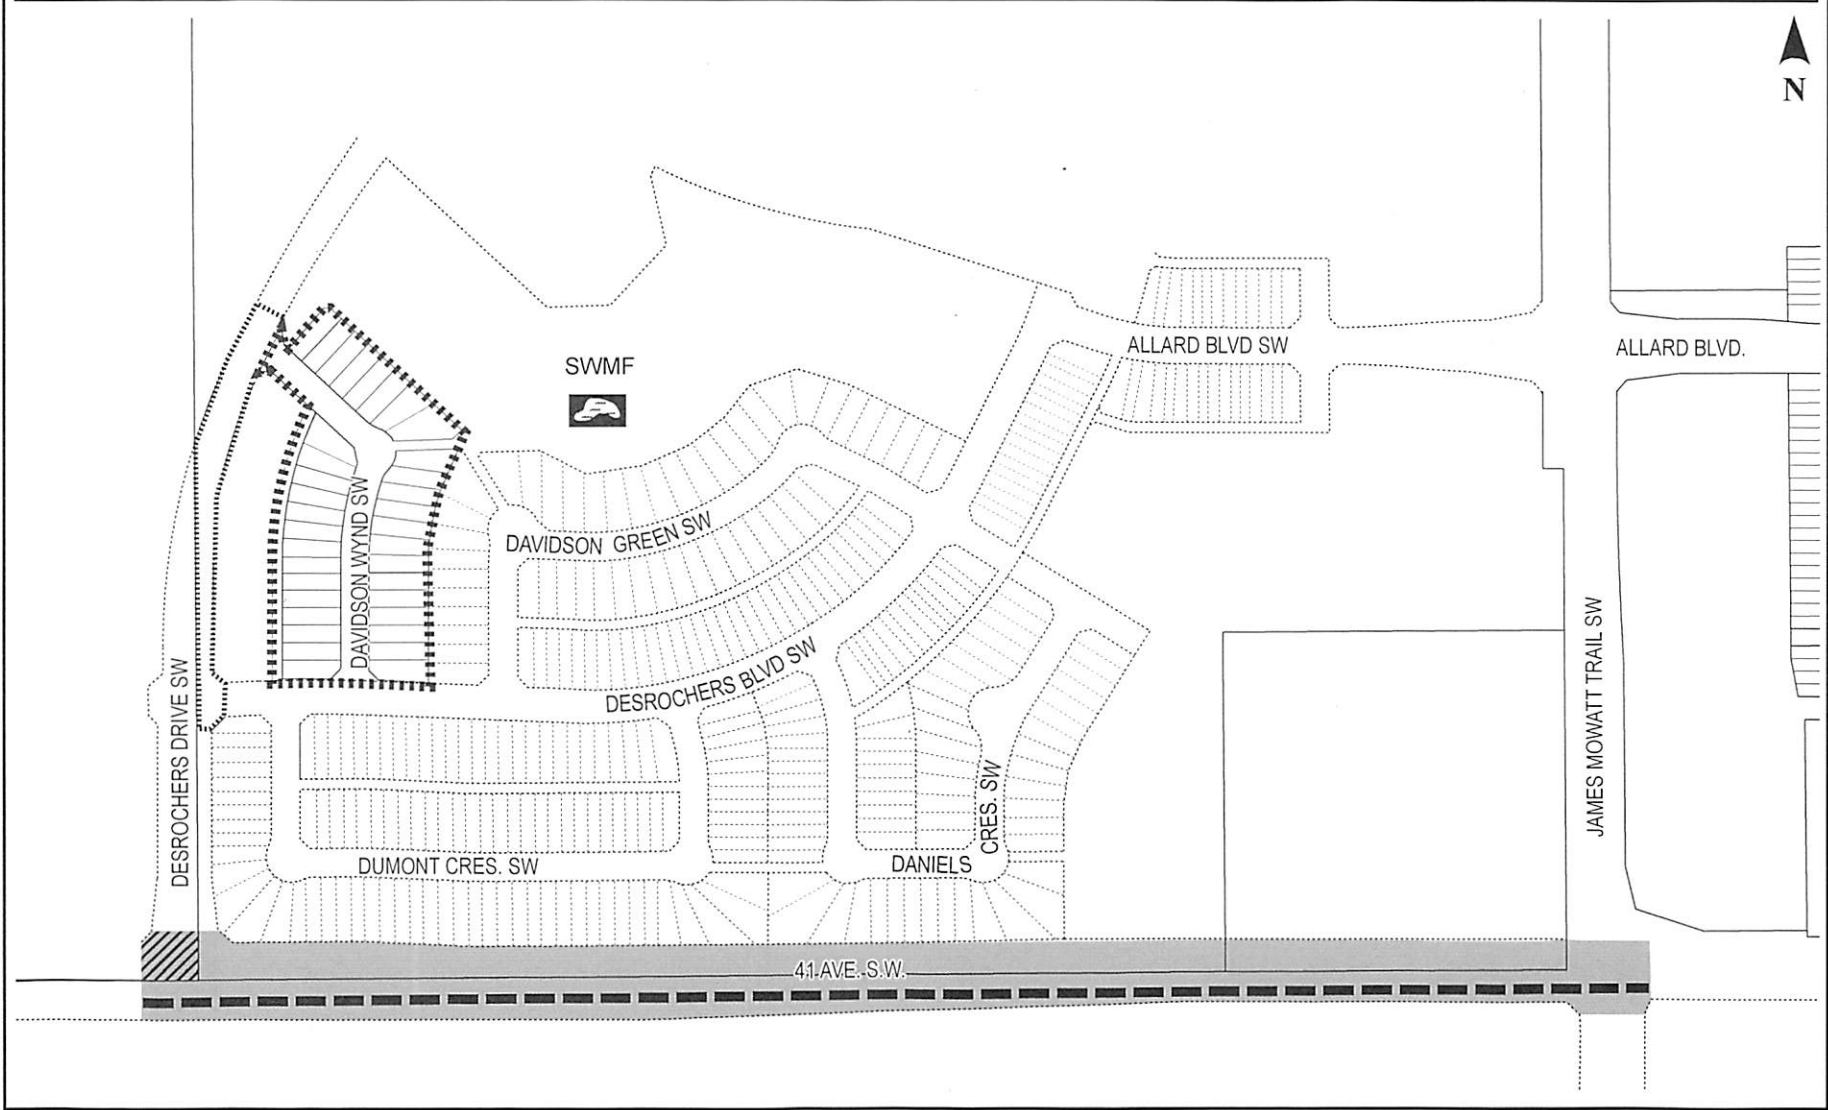 N
ALLARD BLVD SW
ALLARD BLVD.
SWMF
DAVIDSON GREEN SW
DAVIDSON WYND SW
DESROCHERS BLVD SW
DESROCHERS DRIVE SW
JAMES MOWATT TRAIL SW
CRES. SW
DUMONT CRES. SW
DANIELS
41 AVE. S.W.